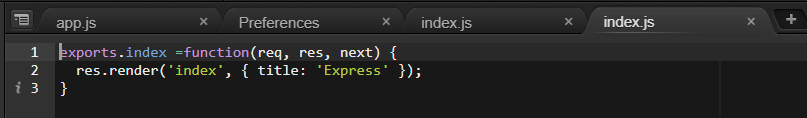 app.js × Preferences × index.js × index.js × +
1 exports.index =function(req, res, next) {
2   res.render('index', { title: 'Express' });
i 3 }